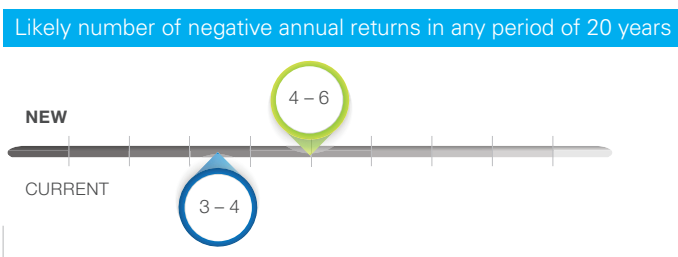 Likely number of negative annual returns in any period of 20 years
4 – 6
NEW
CURRENT
3 – 4